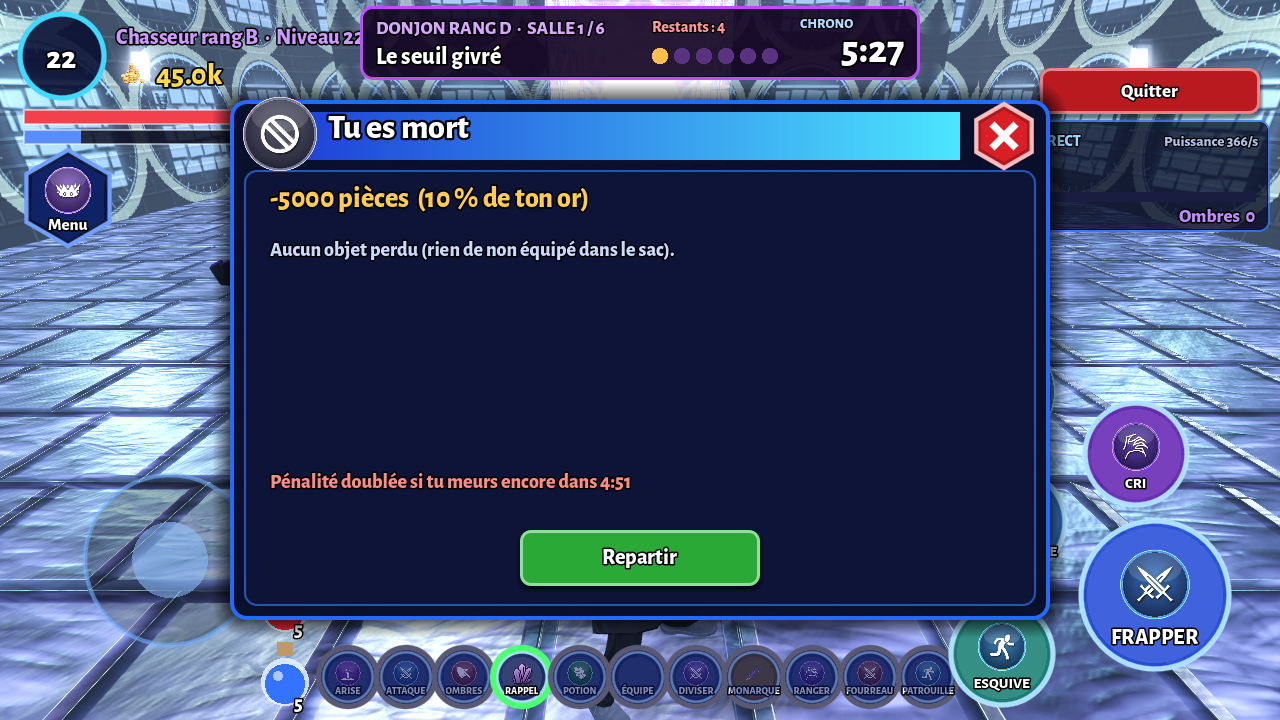 22
Chasseur rang B · Niveau 22
45.0k
DONJON RANG D · SALLE 1/6
Le seuil givré
Restants : 4
CHRONO
5:27
Quitter
RECT
Puissance 366/s
Ombres 0
Menu
Tu es mort
-5000 pièces (10 % de ton or)
Aucun objet perdu (rien de non équipé dans le sac).
Pénalité doublée si tu meurs encore dans 4:51
Repartir
CRI
E
FRAPPER
ESQUIVE
5
5
ARISE
ATTAQUE
OMBRES
RAPPEL
POTION
ÉQUIPE
DIVISER
MONARQUE
RANGER
FOURREAU
PATROUILLE